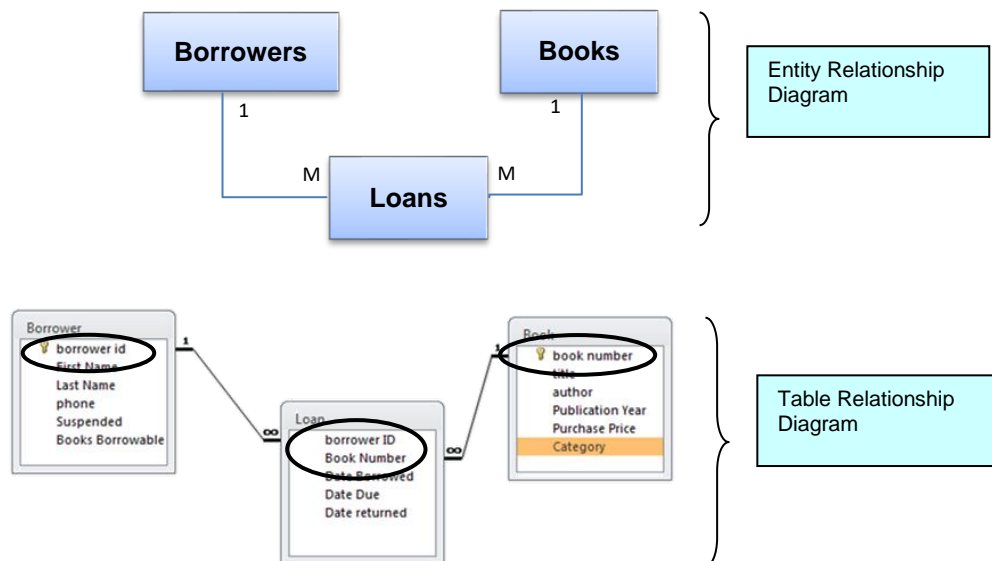 Borrowers
Books
Entity Relationship
Diagram
1
1
M
M
Loans
Borrower
borrower id
First Name
Last Name
phone
Suspended
Books Borrowable
1
∞
Loan
borrower ID
Book Number
Date Borrowed
Date Due
Date returned
∞
1
Book
book number
title
author
Publication Year
Purchase Price
Category
Table Relationship
Diagram